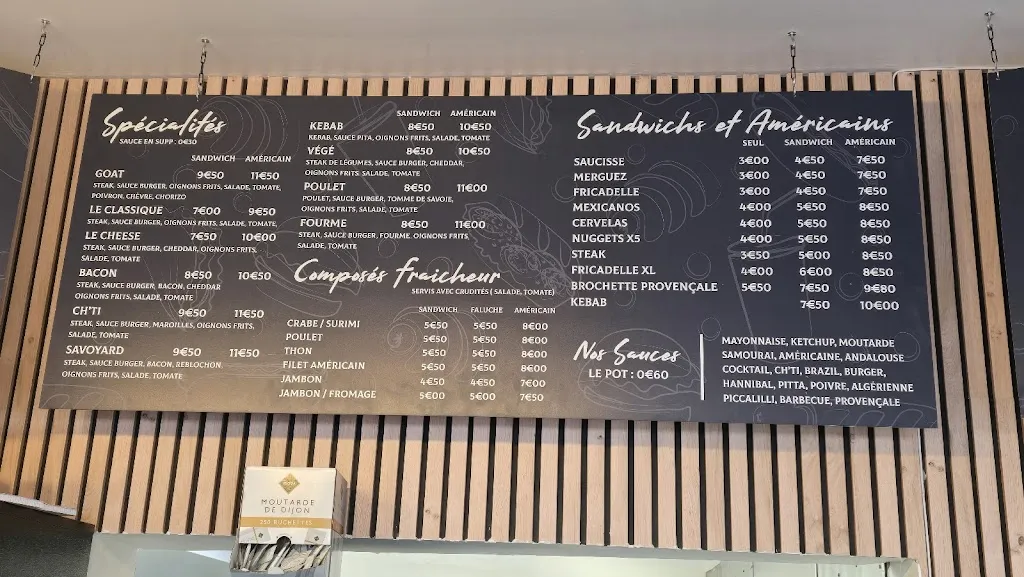 Spécialités
SAUCE EN SUPP : 0€30
SANDWICH AMÉRICAIN
GOAT 9€50 11€50
STEAK, SAUCE BURGER, OIGNONS FRITS, SALADE, TOMATE,
POIVRON, CHÈVRE, CHORIZO
LE CLASSIQUE 7€00 9€50
STEAK, SAUCE BURGER, OIGNONS FRITS, SALADE, TOMATE,
LE CHEESE 7€50 10€00
STEAK, SAUCE BURGER, CHEDDAR, OIGNONS FRITS,
SALADE, TOMATE
BACON 8€50 10€50
STEAK, SAUCE BURGER, BACON, CHEDDAR
OIGNONS FRITS, SALADE, TOMATE
CH'TI 9€50 11€50
STEAK, SAUCE BURGER, MAROILLES, OIGNONS FRITS,
SALADE, TOMATE
SAVOYARD 9€50 11€50
STEAK, SAUCE BURGER, BACON, REBLOCHON
OIGNONS FRITS, SALADE, TOMATE
SANDWICH AMÉRICAIN
KEBAB 8€50 10€50
KEBAB, SAUCE PITA, OIGNONS FRITS, SALADE, TOMATE
VÉGÉ 8€50 10€50
STEAK DE LÉGUMES, SAUCE BURGER, CHEDDAR,
OIGNONS FRITS, SALADE, TOMATE
POULET 8€50 11€00
POULET, SAUCE BURGER, TOMME DE SAVOIE,
OIGNONS FRITS, SALADE, TOMATE
FOURME 8€50 11€00
STEAK, SAUCE BURGER, FOURME, OIGNONS FRITS,
SALADE, TOMATE
Composés fraicheur
SERVIS AVEC CRUDITÉS ( SALADE, TOMATE)
SANDWICH FALUCHE AMÉRICAIN
CRABE / SURIMI 5€50 5€50 8€00
POULET 5€50 5€50 8€00
THON 5€50 5€50 8€00
FILET AMÉRICAIN 5€50 5€50 8€00
JAMBON 4€50 4€50 7€00
JAMBON / FROMAGE 5€00 5€00 7€50
Sandwichs et Américains
SEUL SANDWICH AMÉRICAIN
SAUCISSE 3€00 4€50 7€50
MERGUEZ 3€00 4€50 7€50
FRICADELLE 3€00 4€50 7€50
MEXICANOS 4€00 5€50 8€50
CERVELAS 4€00 5€50 8€50
NUGGETS X5 4€00 5€50 8€50
STEAK 3€50 5€00 8€50
FRICADELLE XL 4€00 6€00 8€50
BROCHETTE PROVENÇALE 5€50 7€50 9€80
KEBAB 7€50 10€00
Nos Sauces
LE POT : 0€60
MAYONNAISE, KETCHUP, MOUTARDE
SAMOURAI, AMÉRICAINE, ANDALOUSE
COCKTAIL, CH'TI, BRAZIL, BURGER,
HANNIBAL, PITTA, POIVRE, ALGÉRIENNE
PICCALILLI, BARBECUE, PROVENÇALE
MOUTARDE
DE DIJON